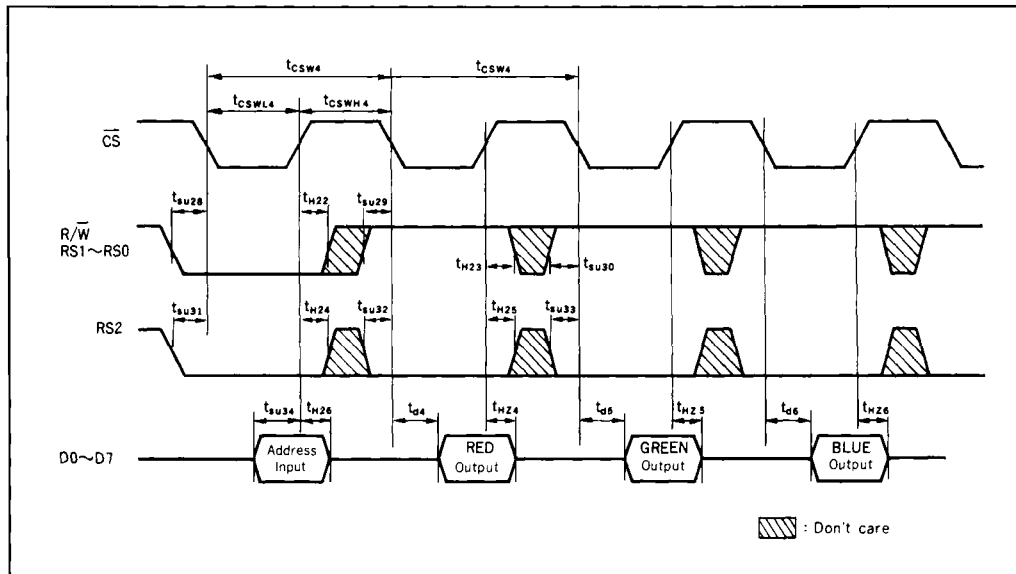 tCSW4 tCSW4
tCSWL4 tCSWH4
CS
tsu28 tH22 tsu29
R/W
RS1~RS0
tH23 tsu30
tsu31 tH24 tsu32 tH25 tsu33
RS2
tsu34 tH26 td4 tHZ4 td5 tHZ5 td6 tHZ6
D0~D7
Address
Input
RED
Output
GREEN
Output
BLUE
Output
: Don't care